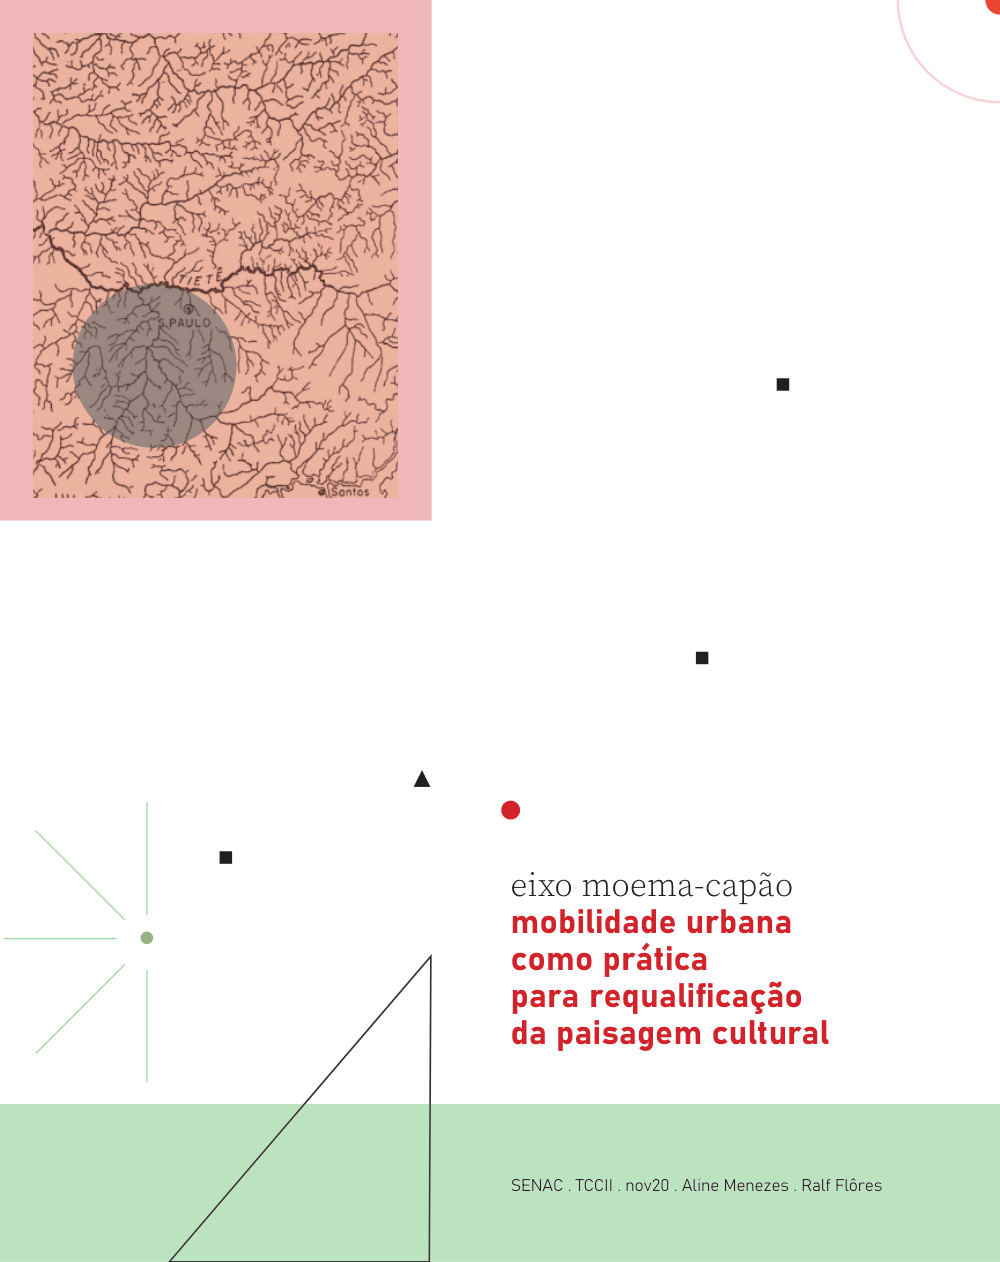 TIETÊ
S.PAULO
Santos
eixo moema-capão
mobilidade urbana
como prática
para requalificação
da paisagem cultural
SENAC . TCCII . nov20 . Aline Menezes . Ralf Flôres